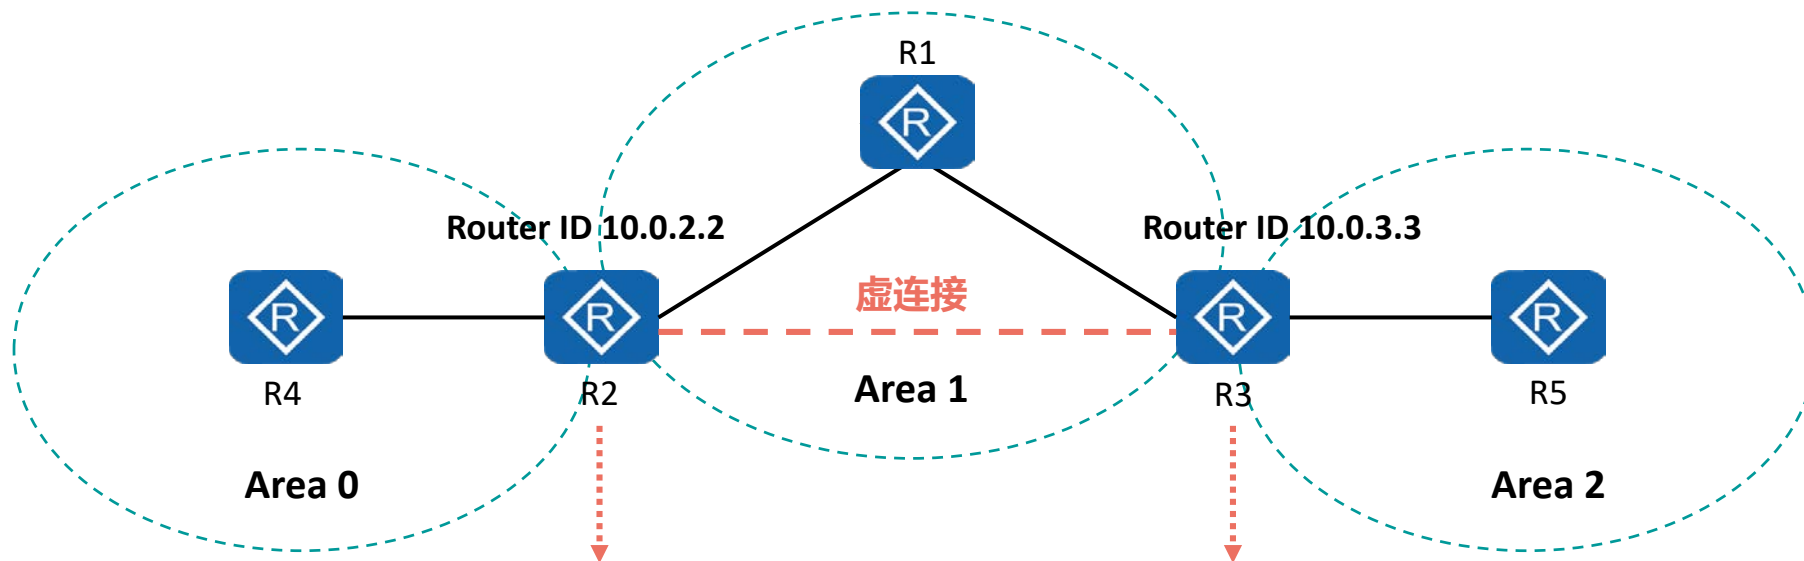 R1
R
Router ID 10.0.2.2
Router ID 10.0.3.3
虚连接
R
R
R
R
R4
R2
Area 1
R3
R5
Area 0
Area 2